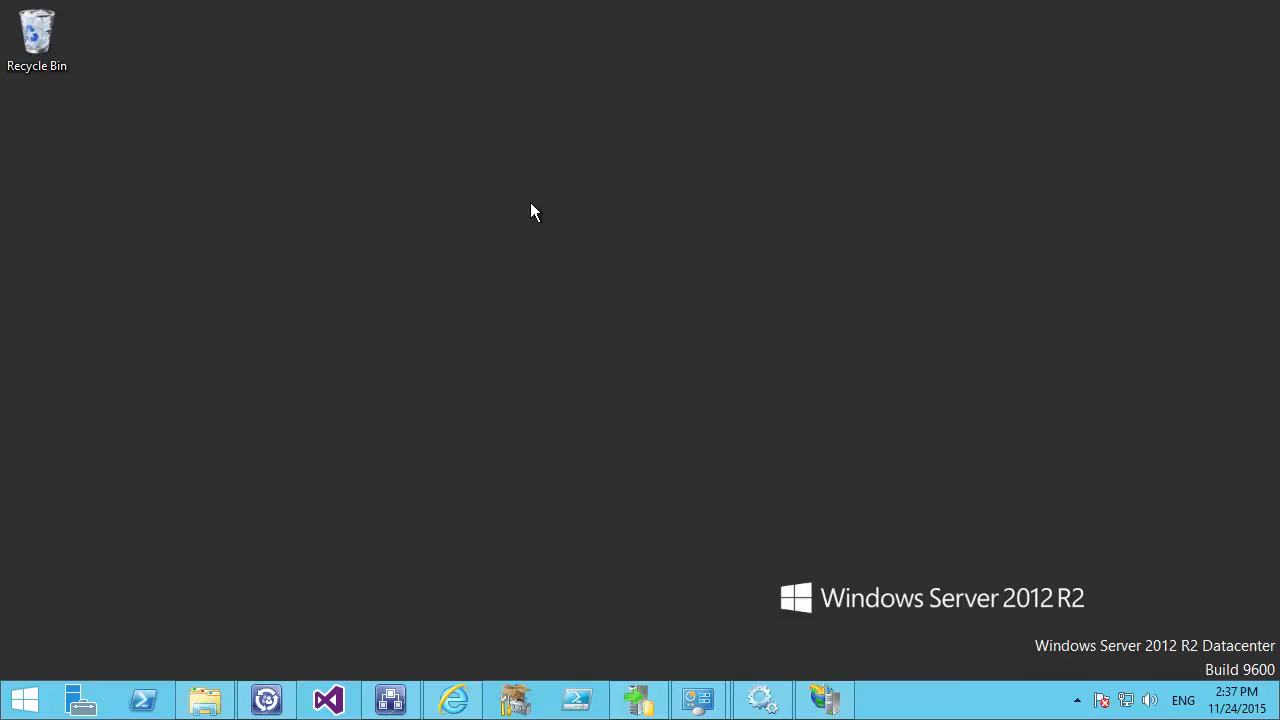 Recycle Bin
Windows Server 2012 R2
Windows Server 2012 R2 Datacenter
Build 9600
ENG
2:37 PM
11/24/2015